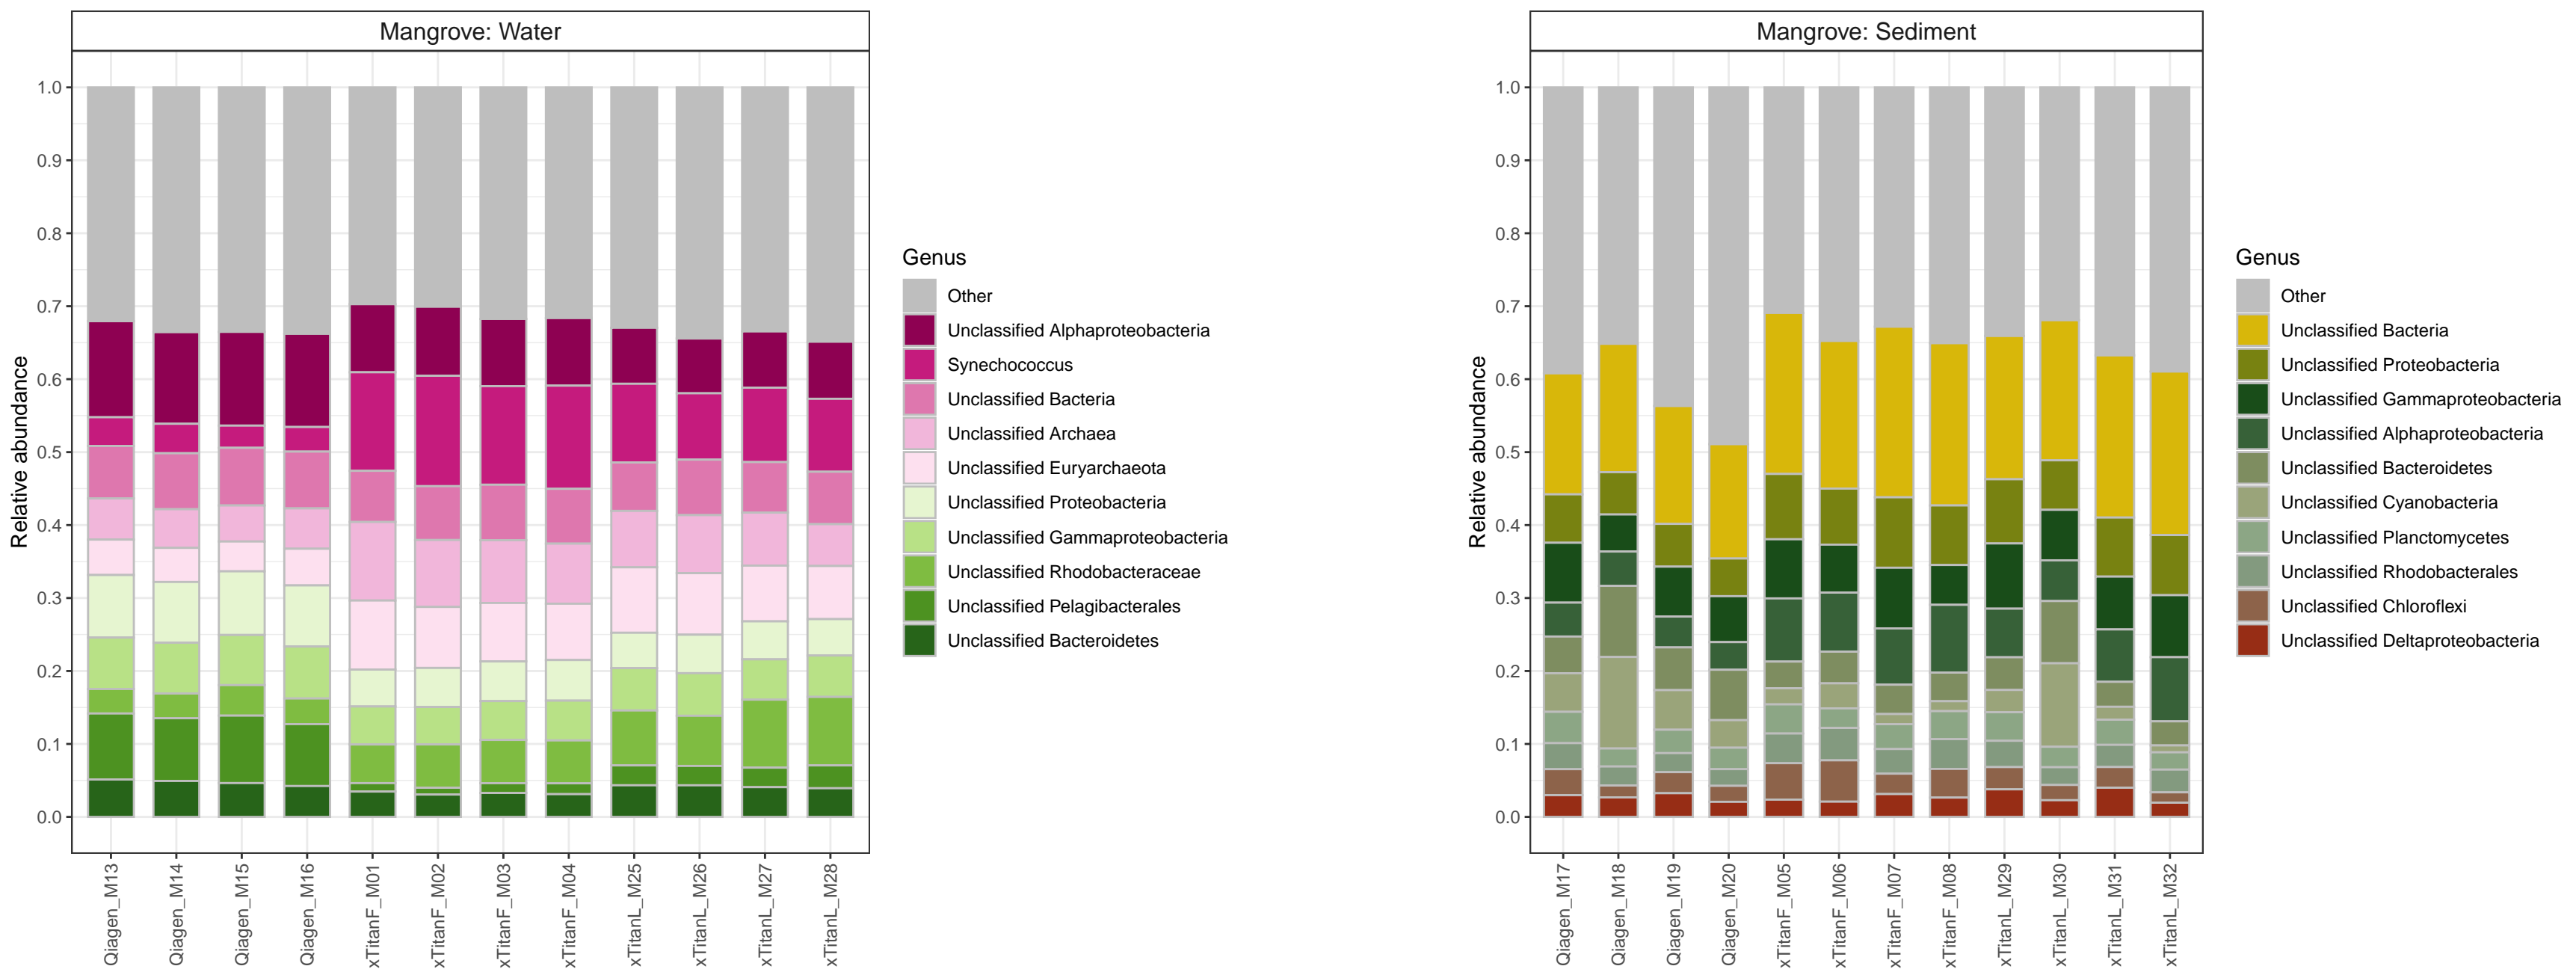 Mangrove: Water
Relative abundance
1.0
0.9
0.8
0.7
0.6
0.5
0.4
0.3
0.2
0.1
0.0
Qiagen_M13
Qiagen_M14
Qiagen_M15
Qiagen_M16
xTitanF_M01
xTitanF_M02
xTitanF_M03
xTitanF_M04
xTitanL_M25
xTitanL_M26
xTitanL_M27
xTitanL_M28
Genus
Other
Unclassified Alphaproteobacteria
Synechococcus
Unclassified Bacteria
Unclassified Archaea
Unclassified Euryarchaeota
Unclassified Proteobacteria
Unclassified Gammaproteobacteria
Unclassified Rhodobacteraceae
Unclassified Pelagibacterales
Unclassified Bacteroidetes
Mangrove: Sediment
Relative abundance
1.0
0.9
0.8
0.7
0.6
0.5
0.4
0.3
0.2
0.1
0.0
Qiagen_M17
Qiagen_M18
Qiagen_M19
Qiagen_M20
xTitanF_M05
xTitanF_M06
xTitanF_M07
xTitanF_M08
xTitanL_M29
xTitanL_M30
xTitanL_M31
xTitanL_M32
Genus
Other
Unclassified Bacteria
Unclassified Proteobacteria
Unclassified Gammaproteobacteria
Unclassified Alphaproteobacteria
Unclassified Bacteroidetes
Unclassified Cyanobacteria
Unclassified Planctomycetes
Unclassified Rhodobacterales
Unclassified Chloroflexi
Unclassified Deltaproteobacteria